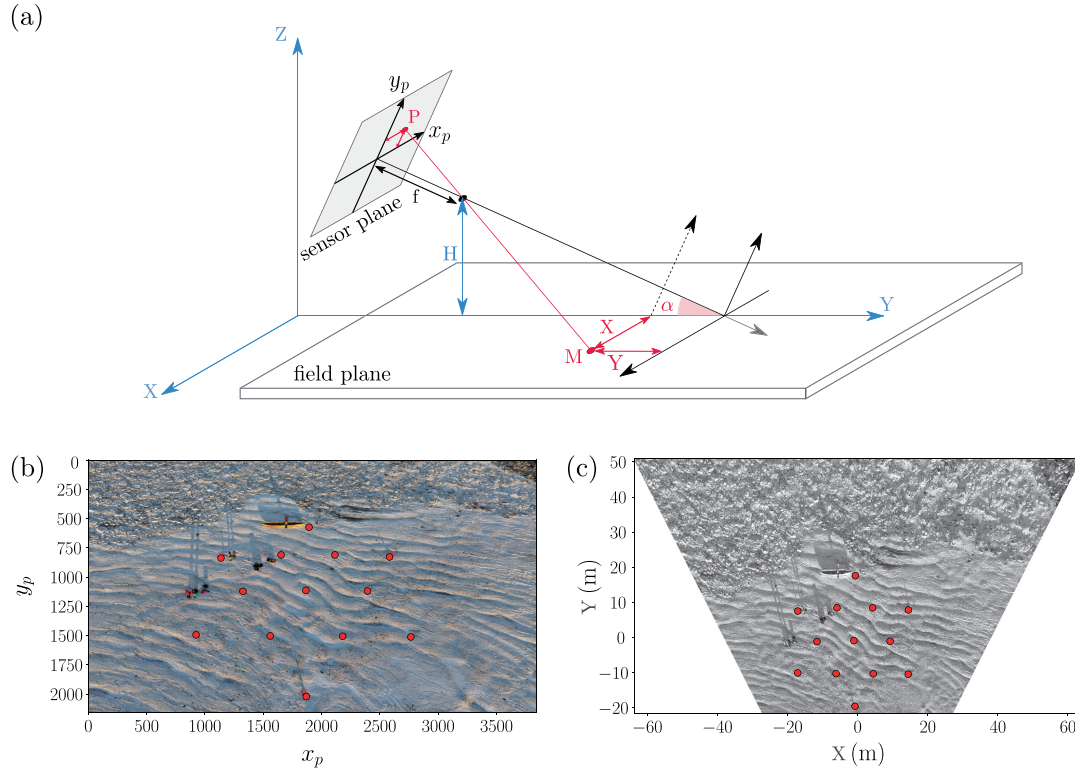 (a)
Z
y_p
P
x_p
f
sensor plane
H
α
Y
X
M
Y
X
field plane
(b)
0
250
500
750
1000
1250
1500
1750
2000
y_p
0 500 1000 1500 2000 2500 3000 3500
x_p
(c)
50
40
30
20
10
0
−10
−20
Y (m)
−60 −40 −20 0 20 40 60
X (m)